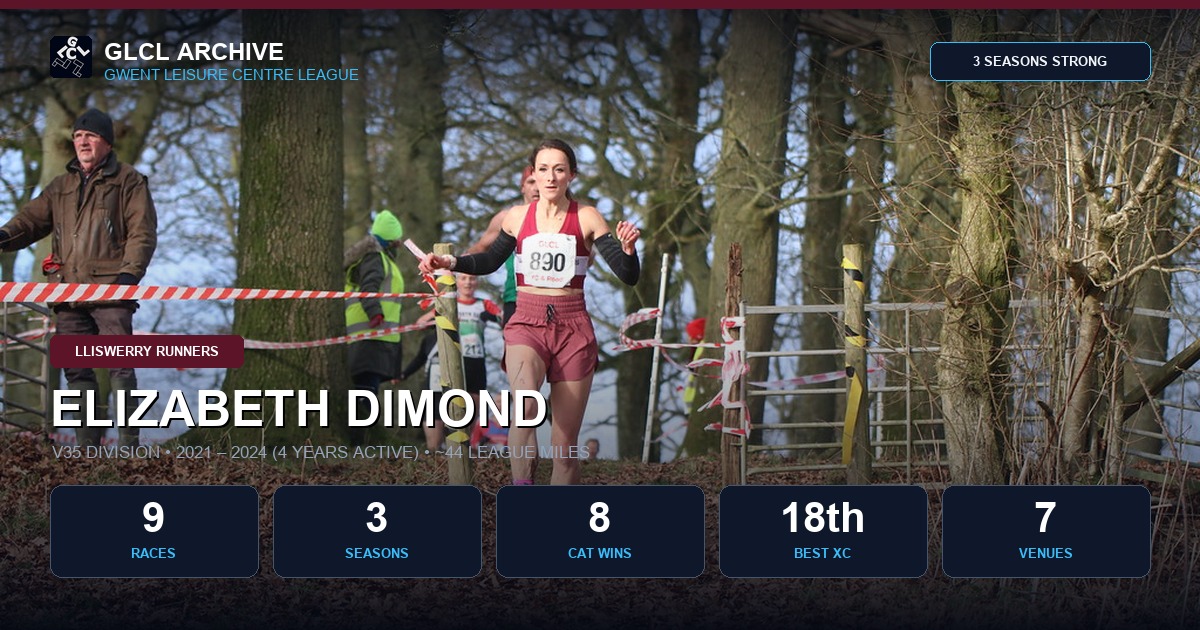 GLCL ARCHIVE
GWENT LEISURE CENTRE LEAGUE
3 SEASONS STRONG
GLCL
890
212
LLISWERRY RUNNERS
ELIZABETH DIMOND
V35 DIVISION • 2021 – 2024 (4 YEARS ACTIVE) • ~44 LEAGUE MILES
9
RACES
3
SEASONS
8
CAT WINS
18th
BEST XC
7
VENUES